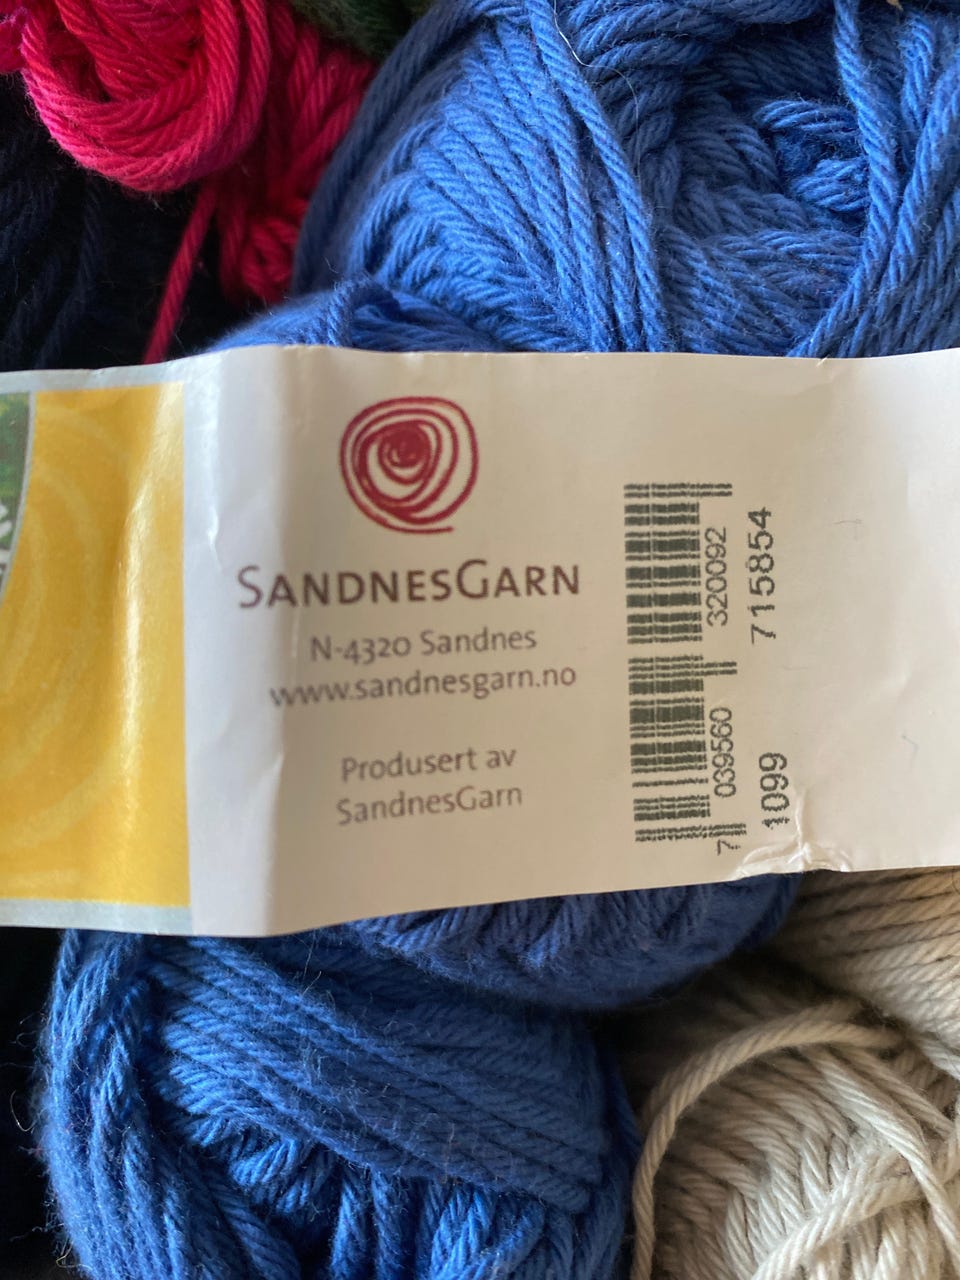 SANDNESGARN
N-4320 Sandnes
www.sandnesgarn.no
Produsert av
SandnesGarn
7 039560 320092
1099 715854